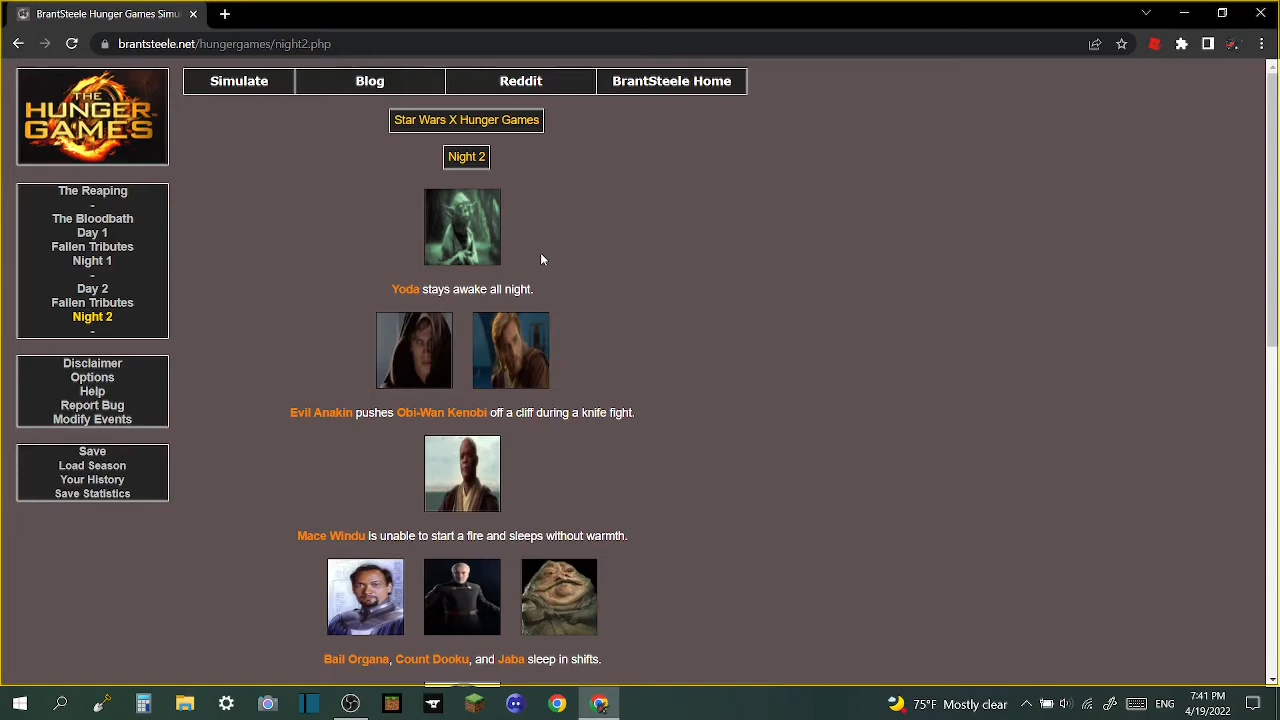 BrantSteele Hunger Games Simul
brantsteele.net/hungergames/night2.php
THE
HUNGER
GAMES
Simulate
Blog
Reddit
BrantSteele Home
Star Wars X Hunger Games
Night 2
The Reaping
-
The Bloodbath
Day 1
Fallen Tributes
Night 1
-
Day 2
Fallen Tributes
Night 2
-
Disclaimer
Options
Help
Report Bug
Modify Events
Save
Load Season
Your History
Save Statistics
Yoda stays awake all night.
Evil Anakin pushes Obi-Wan Kenobi off a cliff during a knife fight.
Mace Windu is unable to start a fire and sleeps without warmth.
Bail Organa, Count Dooku, and Jaba sleep in shifts.
75°F Mostly clear
ENG
7:41 PM
4/19/2022